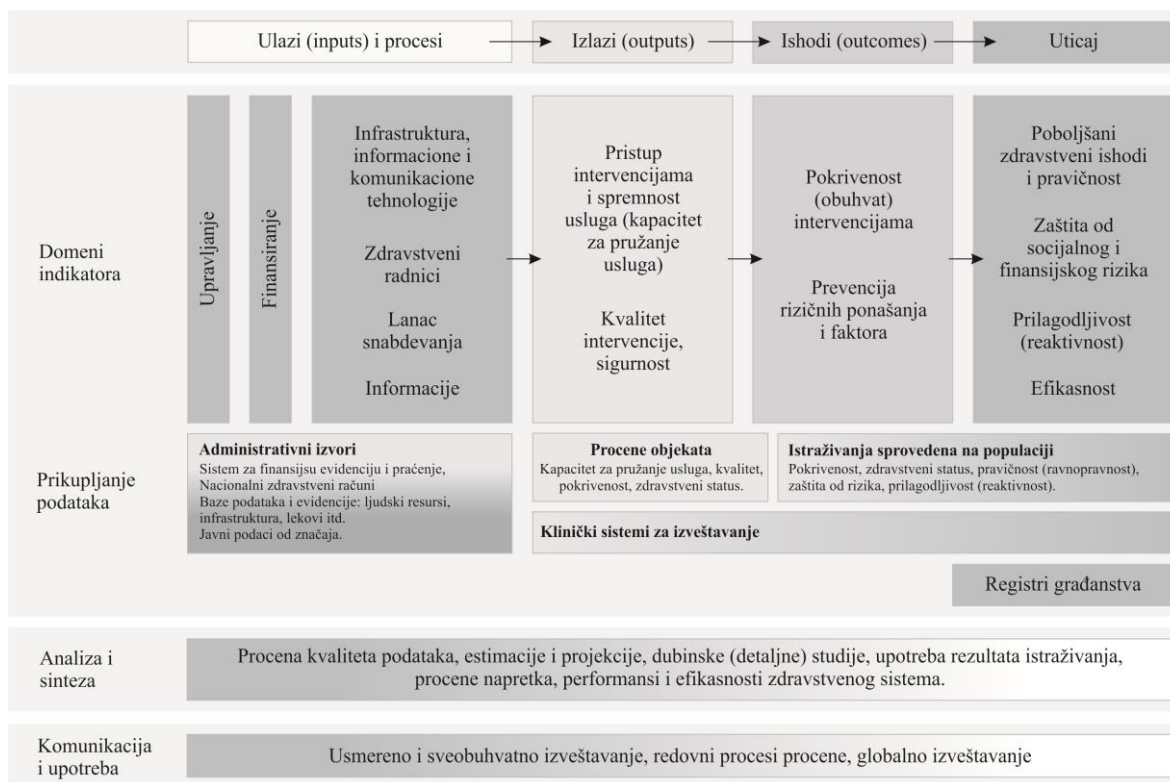 Ulazi (inputs) i procesi
Izlazi (outputs)
Ishodi (outcomes)
Uticaj
Domeni
indikatora
Upravljanje
Finansiranje
Infrastruktura,
informacione i
komunikacione
tehnologije
Zdravstveni
radnici
Lanac
snabdevanja
Informacije
Pristup
intervencijama
i spremnost
usluga (kapacitet
za pružanje
usluga)
Kvalitet
intervencije,
sigurnost
Pokrivenost
(obuhvat)
intervencijama
Prevencija
rizičnih ponašanja
i faktora
Poboljšani
zdravstveni ishodi
i pravičnost
Zaštita od
socijalnog i
finansijskog rizika
Prilagodljivost
(reaktivnost)
Efikasnost
Prikupljanje
podataka
Administrativni izvori
Sistem za finansijsu evidenciju i praćenje,
Nacionalni zdravstveni računi
Baze podataka i evidencije: ljudski resursi,
infrastruktura, lekovi itd.
Javni podaci od značaja.
Procene objekata
Kapacitet za pružanje usluga, kvalitet,
pokrivenost, zdravstveni status.
Istraživanja sprovedena na populaciji
Pokrivenost, zdravstveni status, pravičnost (ravnopravnost),
zaštita od rizika, prilagodljivost (reaktivnost).
Klinički sistemi za izveštavanje
Registri građanstva
Analiza i
sinteza
Procena kvaliteta podataka, estimacije i projekcije, dubinske (detaljne) studije, upotreba rezultata istraživanja,
procene napretka, performansi i efikasnosti zdravstvenog sistema.
Komunikacija
i upotreba
Usmereno i sveobuhvatno izveštavanje, redovni procesi procene, globalno izveštavanje